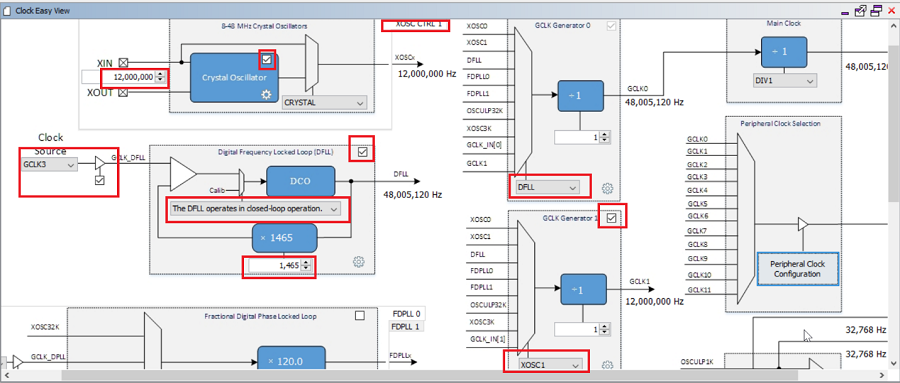 Clock Easy View
8-48 MHz Crystal Oscillators
XOSC CTRL 1
XIN
12,000,000
XOUT
Crystal Oscillator
CRYSTAL
XOSCx
12,000,000 Hz
Clock
Source
GCLK3
GCLK_DFLL
Digital Frequency Locked Loop (DFLL)
Calib
DCO
DFLL
48,005,120 Hz
The DFLL operates in closed-loop operation.
× 1465
1,465
Fractional Digital Phase Locked Loop
FDPLL 0
FDPLL 1
XOSC32K
GCLK_DFLL
× 120.0
FDPLLx
XOSC0
XOSC1
DFLL
FDPLL0
FDPLL1
OSCULP32K
XOSC3K
GCLK_IN[0]
GCLK1
GCLK Generator 0
÷ 1
1
DFLL
GCLK0
48,005,120 Hz
XOSC0
XOSC1
DFLL
FDPLL0
FDPLL1
OSCULP32K
XOSC3K
GCLK_IN[1]
GCLK Generator 1
÷1
1
XOSC1
GCLK1
12,000,000 Hz
Main Clock
÷ 1
DIV1
48,005,120
Peripheral Clock Selection
GCLK0
GCLK1
GCLK2
GCLK3
GCLK4
GCLK5
GCLK6
GCLK7
GCLK8
GCLK9
GCLK10
GCLK11
Peripheral Clock
Configuration
32,768 Hz
32,768 Hz
OSCULP1K